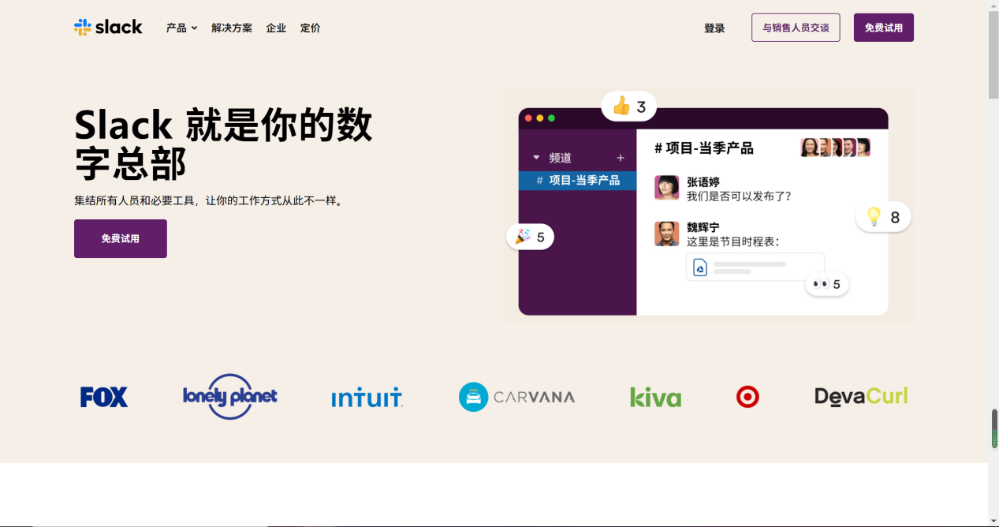 slack 产品 解决方案 企业 定价 登录 与销售人员交谈 免费试用
Slack 就是你的数
字总部
集结所有人员和必要工具，让你的工作方式从此不一样。
免费试用
3
频道 +
# 项目-当季产品
5
# 项目-当季产品
张语婷
我们是否可以发布了？
魏辉宁
这里是节目时程表：
8
5
FOX lonely planet intuit. CARVANA kiva DevaCurl